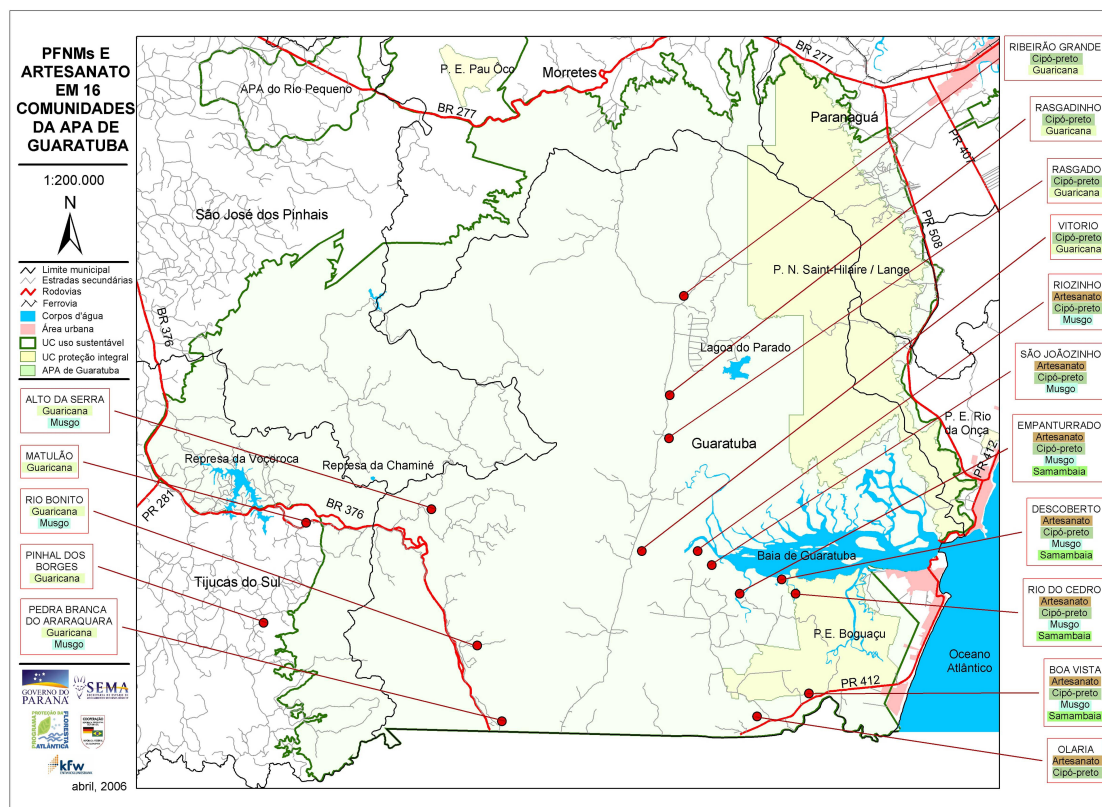 PFNMs E
ARTESANATO
EM 16
COMUNIDADES
DA APA DE
GUARATUBA
1:200.000
N
Limite municipal
Estradas secundárias
Rodovias
Ferrovia
Corpos d'água
Área urbana
UC uso sustentável
UC proteção integral
APA de Guaratuba
ALTO DA SERRA
Guaricana
Musgo
MATULÃO
Guaricana
RIO BONITO
Guaricana
Musgo
PINHAL DOS
BORGES
Guaricana
PEDRA BRANCA
DO ARARAQUARA
Guaricana
Musgo
GOVERNO DO
PARANÁ
SEMA
PROGRAMA PROTEÇÃO DA
FLORESTA
ATLÂNTICA
kfw
abril, 2006
BR 277
P. E. Pau Oco
Morretes
APA do Rio Pequeno
BR 277
BR 277
Paranaguá
PR 407
São José dos Pinhais
PR 508
P. N. Saint-Hilaire / Lange
BR 376
Lagoa do Parado
Guaratuba
P. E. Rio
da Onça
PR 412
Represa da Voçoroca
Represa da Chaminé
PR 281
BR 376
Baia de Guaratuba
Tijucas do Sul
P.E. Boguaçu
Oceano
Atlântico
PR 412
RIBEIRÃO GRANDE
Cipó-preto
Guaricana
RASGADINHO
Cipó-preto
Guaricana
RASGADO
Cipó-preto
Guaricana
VITORIO
Cipó-preto
Guaricana
RIOZINHO
Artesanato
Cipó-preto
Musgo
SÃO JOÃOZINHO
Artesanato
Cipó-preto
Musgo
EMPANTURRADO
Artesanato
Cipó-preto
Musgo
Samambaia
DESCOBERTO
Artesanato
Cipó-preto
Musgo
Samambaia
RIO DO CEDRO
Artesanato
Cipó-preto
Musgo
Samambaia
BOA VISTA
Artesanato
Cipó-preto
Musgo
Samambaia
OLARIA
Artesanato
Cipó-preto